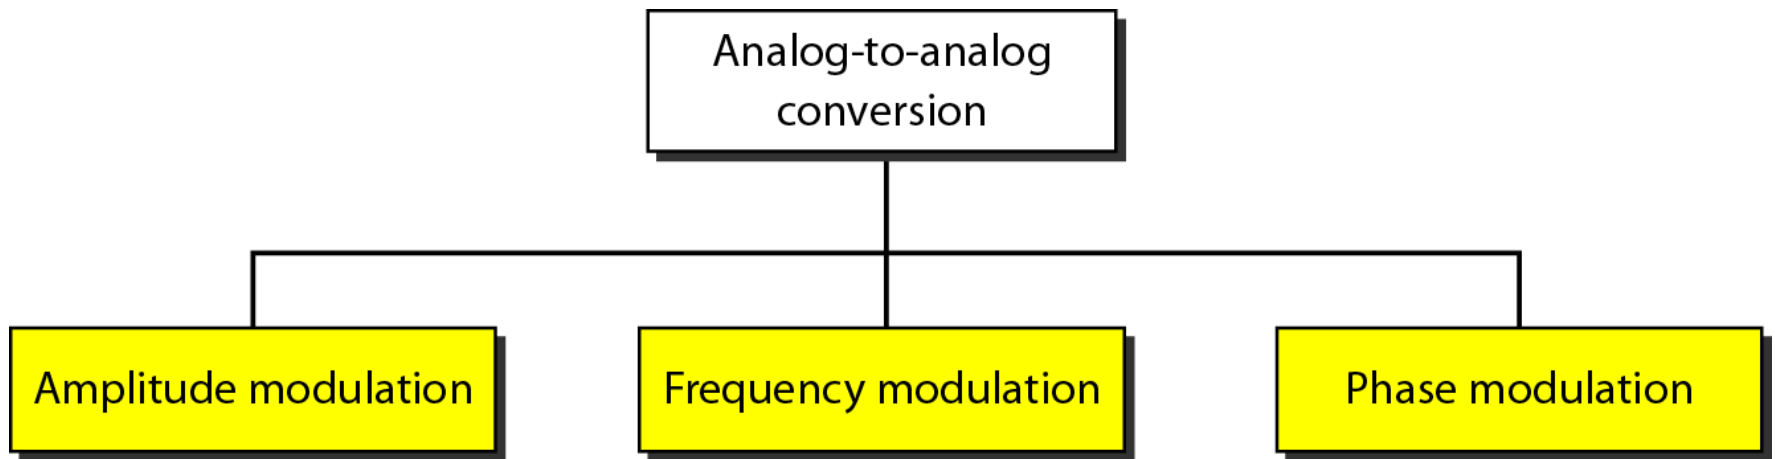 Analog-to-analog
conversion
Amplitude modulation
Frequency modulation
Phase modulation